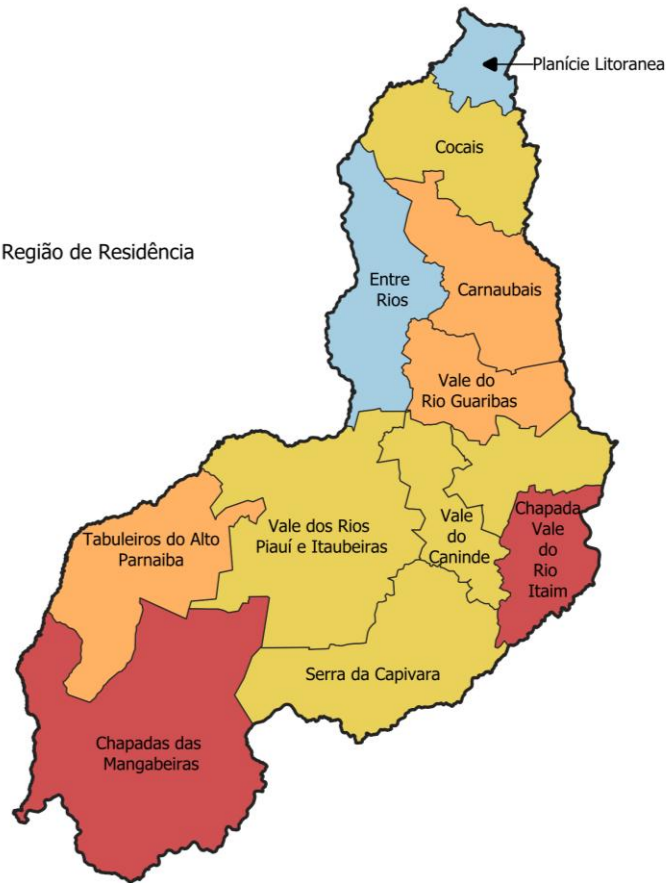 Planície Litoranea
Cocais
Região de Residência
Entre
Rios
Carnaubais
Vale do
Rio Guaribas
Chapada
Vale
do
Rio
Itaim
Vale
do
Caninde
Vale dos Rios
Piauí e Itaubeiras
Tabuleiros do Alto
Parnaiba
Serra da Capivara
Chapadas das
Mangabeiras